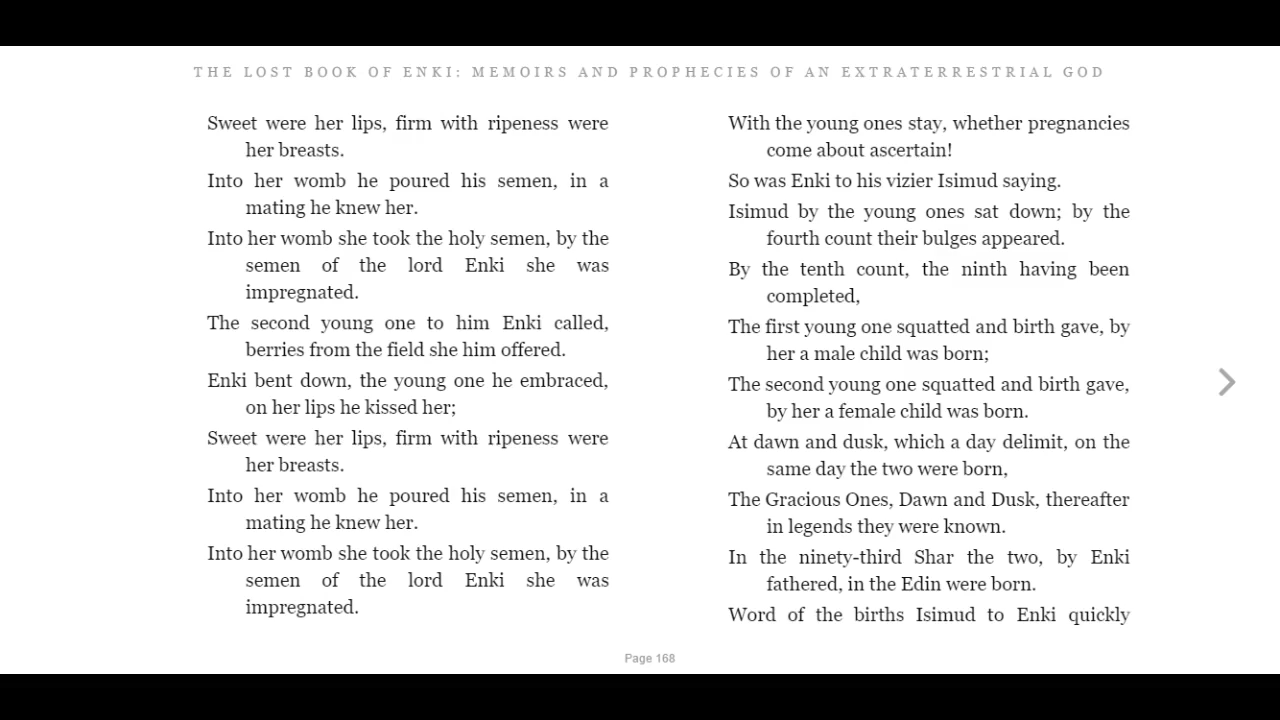 THE LOST BOOK OF ENKI: MEMOIRS AND PROPHECIES OF AN EXTRATERRESTRIAL GOD
Sweet were her lips, firm with ripeness were
her breasts.
Into her womb he poured his semen, in a
mating he knew her.
Into her womb she took the holy semen, by the
semen of the lord Enki she was
impregnated.
The second young one to him Enki called,
berries from the field she him offered.
Enki bent down, the young one he embraced,
on her lips he kissed her;
Sweet were her lips, firm with ripeness were
her breasts.
Into her womb he poured his semen, in a
mating he knew her.
Into her womb she took the holy semen, by the
semen of the lord Enki she was
impregnated.
With the young ones stay, whether pregnancies
come about ascertain!
So was Enki to his vizier Isimud saying.
Isimud by the young ones sat down; by the
fourth count their bulges appeared.
By the tenth count, the ninth having been
completed,
The first young one squatted and birth gave, by
her a male child was born;
The second young one squatted and birth gave,
by her a female child was born.
At dawn and dusk, which a day delimit, on the
same day the two were born,
The Gracious Ones, Dawn and Dusk, thereafter
in legends they were known.
In the ninety-third Shar the two, by Enki
fathered, in the Edin were born.
Word of the births Isimud to Enki quickly
Page 168